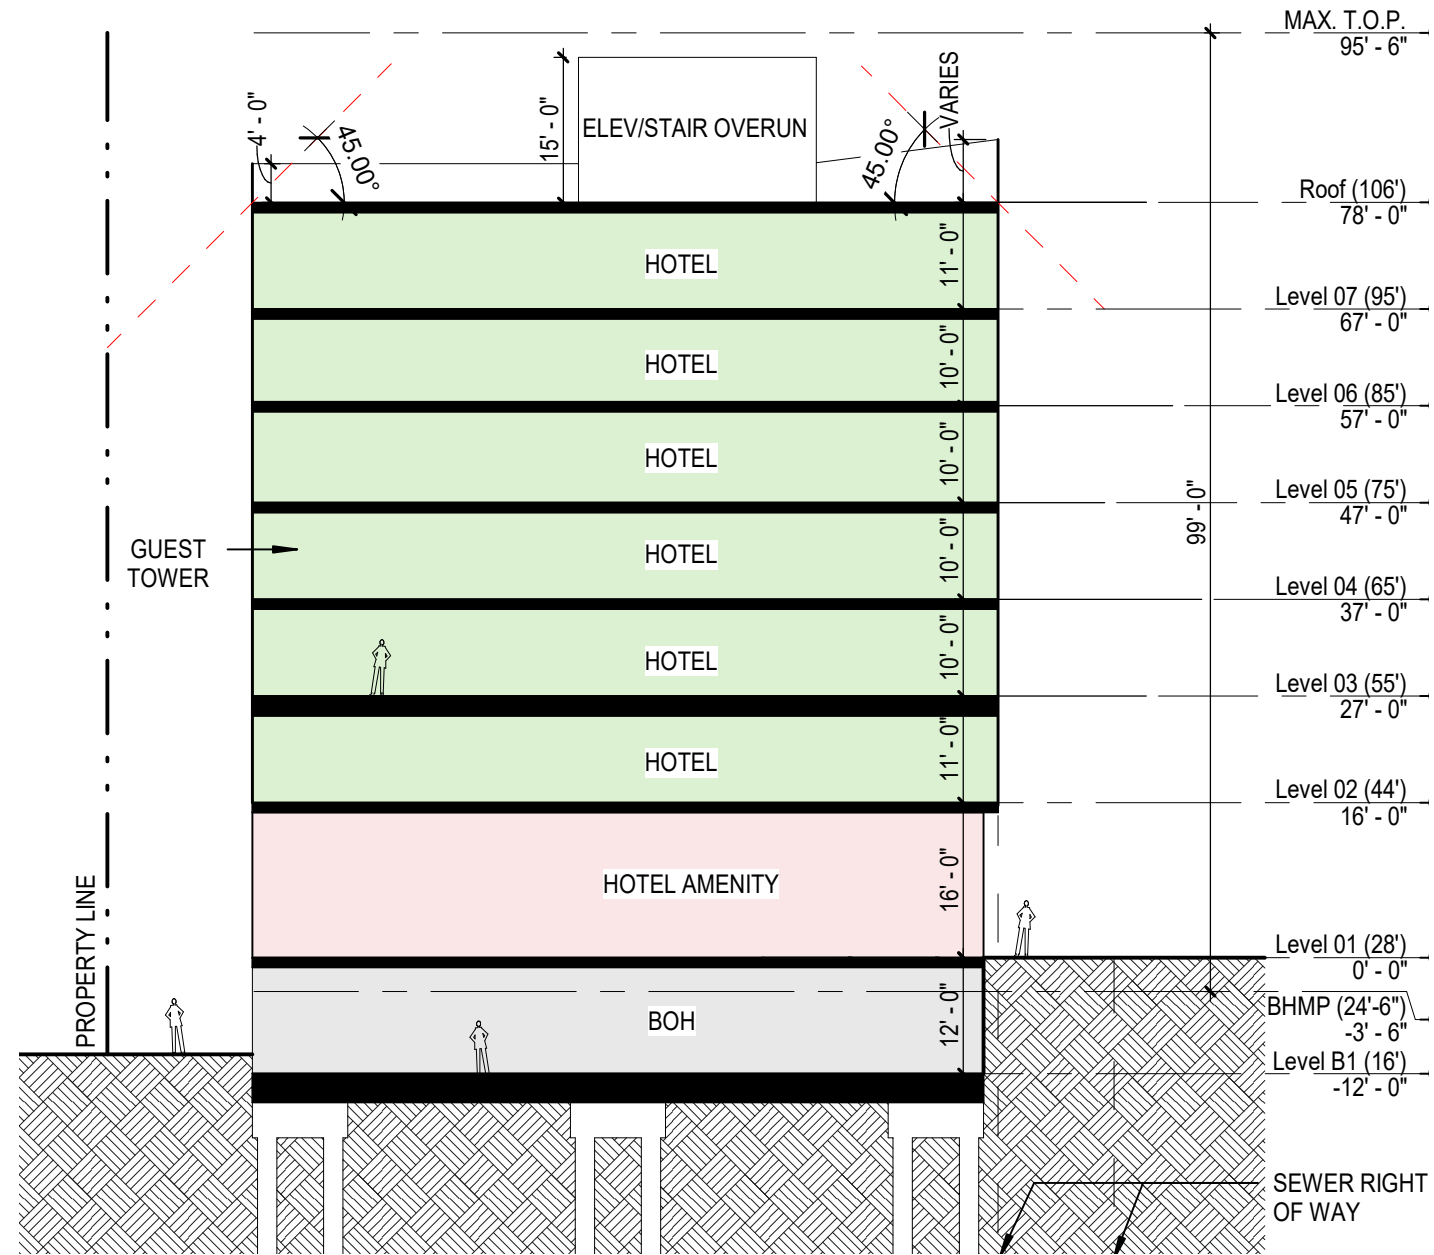 MAX. T.O.P.
95' - 6"
VARIES
4' - 0"
15' - 0"
ELEV/STAIR OVERUN
45.00°
45.00°
Roof (106')
78' - 0"
11' - 0"
HOTEL
Level 07 (95')
67' - 0"
10' - 0"
HOTEL
Level 06 (85')
57' - 0"
10' - 0"
HOTEL
Level 05 (75')
47' - 0"
99' - 0"
GUEST
TOWER
10' - 0"
HOTEL
Level 04 (65')
37' - 0"
10' - 0"
HOTEL
Level 03 (55')
27' - 0"
11' - 0"
HOTEL
Level 02 (44')
16' - 0"
16' - 0"
HOTEL AMENITY
PROPERTY LINE
Level 01 (28')
0' - 0"
BHMP (24'-6")
-3' - 6"
12' - 0"
BOH
Level B1 (16')
-12' - 0"
SEWER RIGHT
OF WAY